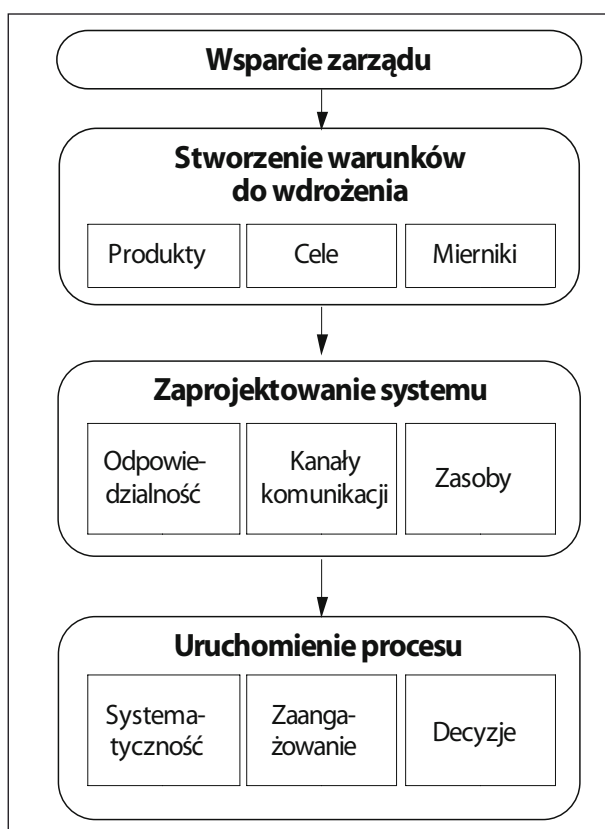 Wsparcie zarządu
Stworzenie warunków
do wdrożenia
Produkty
Cele
Mierniki
Zaprojektowanie systemu
Odpowie-
dzialność
Kanały
komunikacji
Zasoby
Uruchomienie procesu
Systema-
tyczność
Zaanga-
żowanie
Decyzje